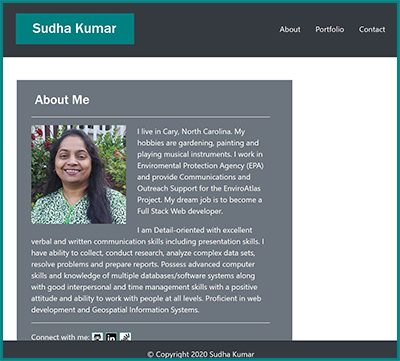 Sudha Kumar
About Portfolio Contact
About Me
I live in Cary, North Carolina. My
hobbies are gardening, painting and
playing musical instruments. I work in
Enviromental Protection Agency (EPA)
and provide Communications and
Outreach Support for the EnviroAtlas
Project. My dream job is to become a
Full Stack Web developer.
I am Detail-oriented with excellent
verbal and written communication skills including presentation skills. I
have ability to collect, conduct research, analyze complex data sets,
resolve problems and prepare reports. Possess advanced computer
skills and knowledge of multiple databases/software systems along
with good interpersonal and time management skills with a positive
attitude and ability to work with people at all levels. Proficient in web
development and Geospatial Information Systems.
Connect with me: in
© Copyright 2020 Sudha Kumar